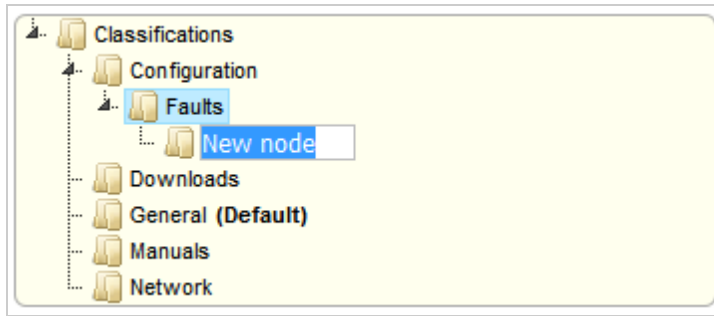 Classifications
Configuration
Faults
New node
Downloads
General (Default)
Manuals
Network